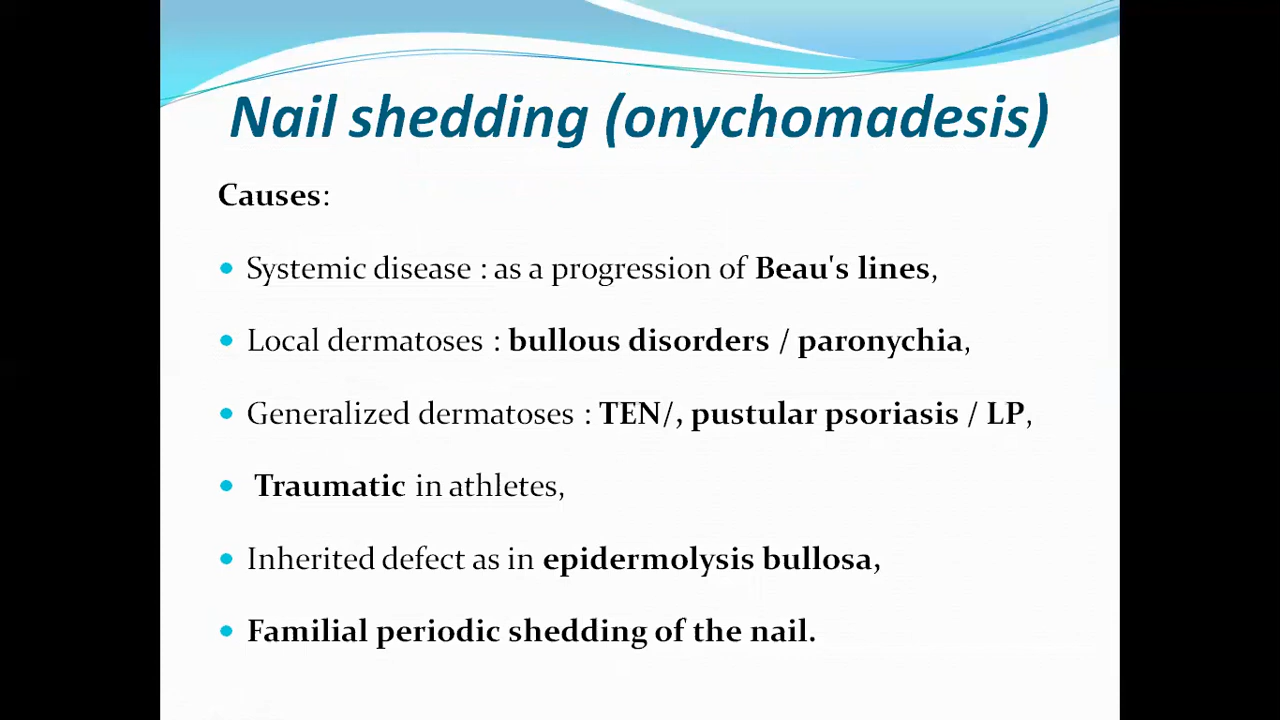 Nail shedding (onychomadesis)
Causes:
• Systemic disease : as a progression of Beau's lines,
• Local dermatoses : bullous disorders / paronychia,
• Generalized dermatoses : TEN/, pustular psoriasis / LP,
• Traumatic in athletes,
• Inherited defect as in epidermolysis bullosa,
• Familial periodic shedding of the nail.